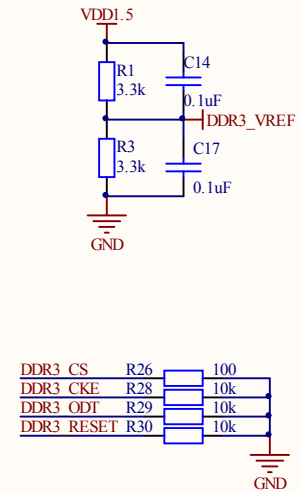 VDD1.5
C14
R1
3.3k
0.1uF
DDR3_VREF
R3
3.3k
C17
0.1uF
GND
DDR3_CS R26 100
DDR3_CKE R28 10k
DDR3_ODT R29 10k
DDR3_RESET R30 10k
GND